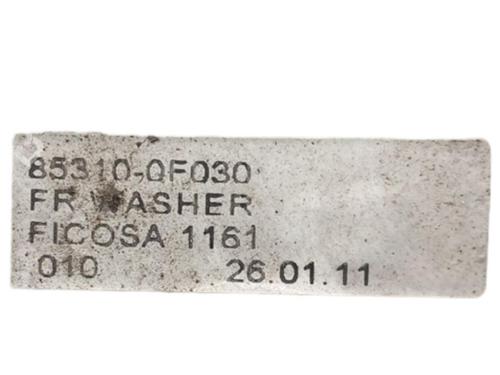 85310-0F030
FR WASHER
FICOSA 1161
010 26.01.11